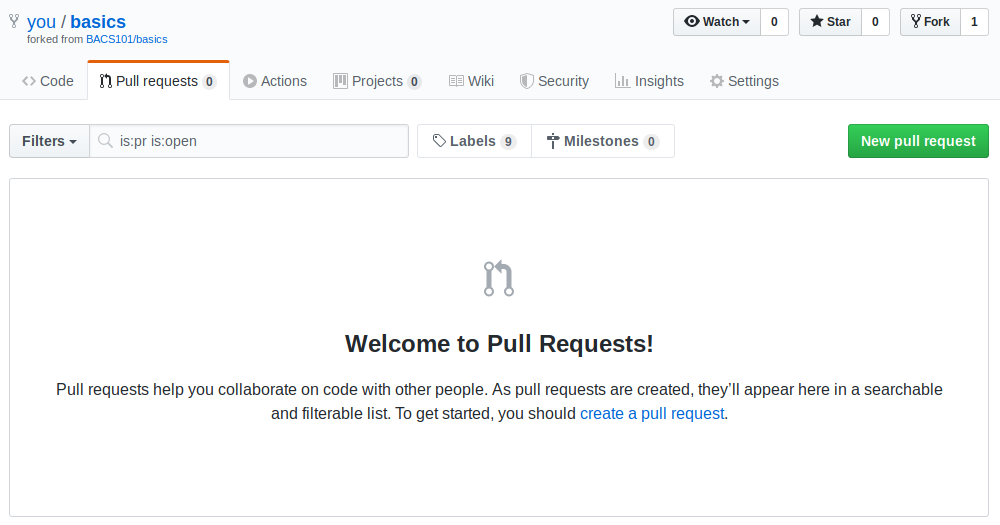 you / basics
Watch 0
Star 0
Fork 1
forked from BACS101/basics
Code
Pull requests 0
Actions
Projects 0
Wiki
Security
Insights
Settings
Filters
is:pr is:open
Labels 9
Milestones 0
New pull request
Welcome to Pull Requests!
Pull requests help you collaborate on code with other people. As pull requests are created, they’ll appear here in a searchable
and filterable list. To get started, you should create a pull request.